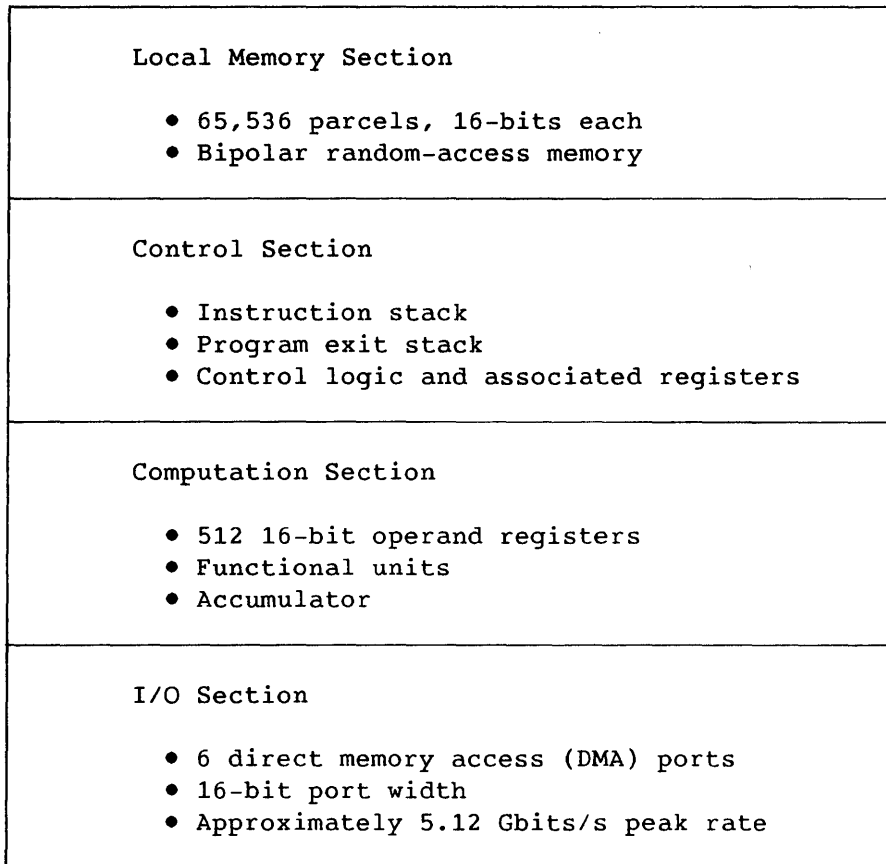 Local Memory Section
● 65,536 parcels, 16-bits each
● Bipolar random-access memory
Control Section
● Instruction stack
● Program exit stack
● Control logic and associated registers
Computation Section
● 512 16-bit operand registers
● Functional units
● Accumulator
I/O Section
● 6 direct memory access (DMA) ports
● 16-bit port width
● Approximately 5.12 Gbits/s peak rate